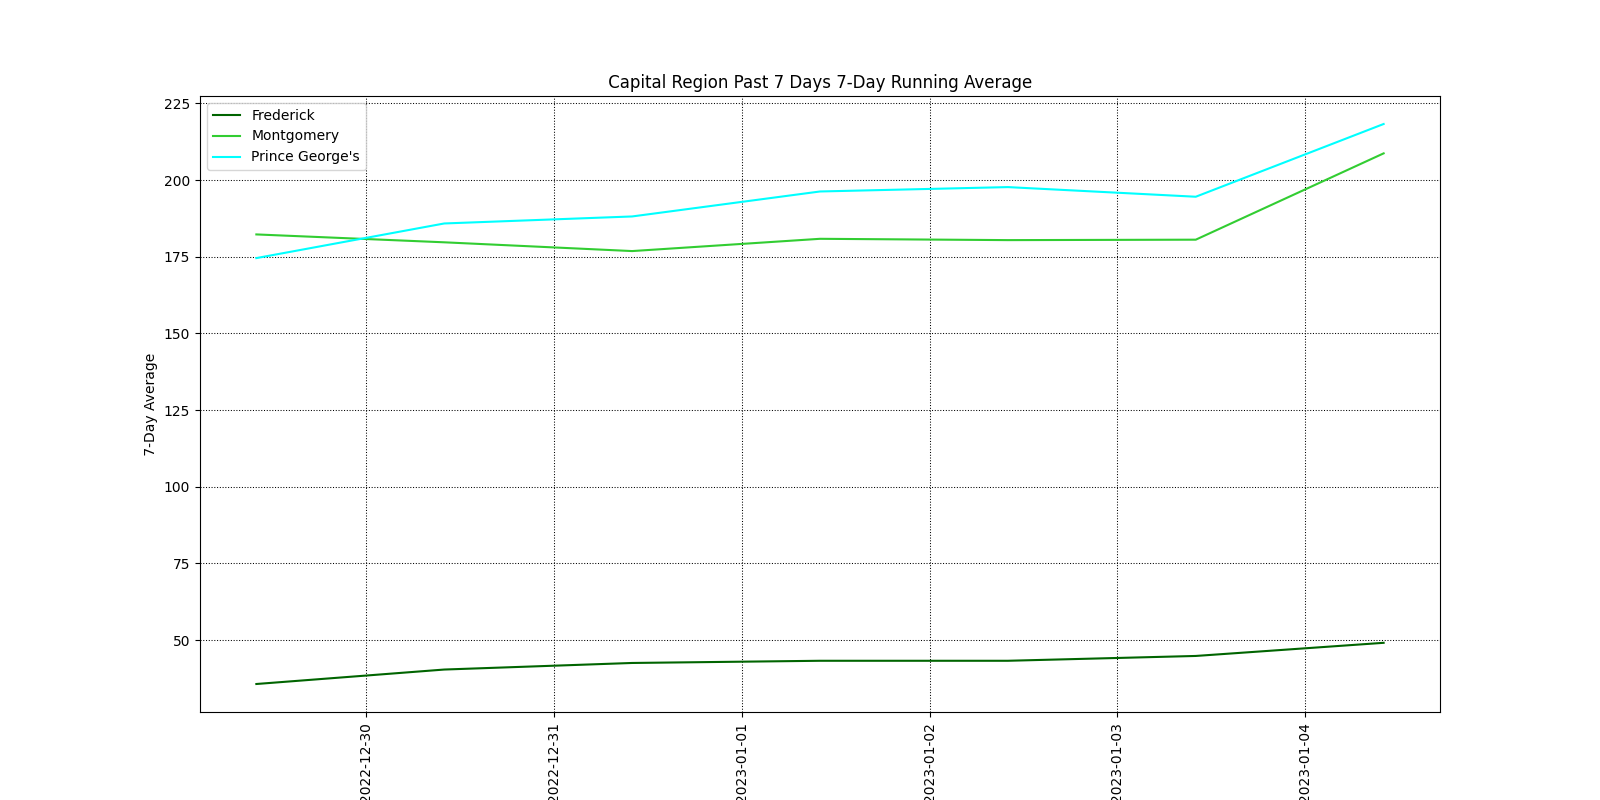 Capital Region Past 7 Days 7-Day Running Average
Frederick
Montgomery
Prince George's
225
200
175
150
125
100
75
50
7-Day Average
2022-12-30
2022-12-31
2023-01-01
2023-01-02
2023-01-03
2023-01-04